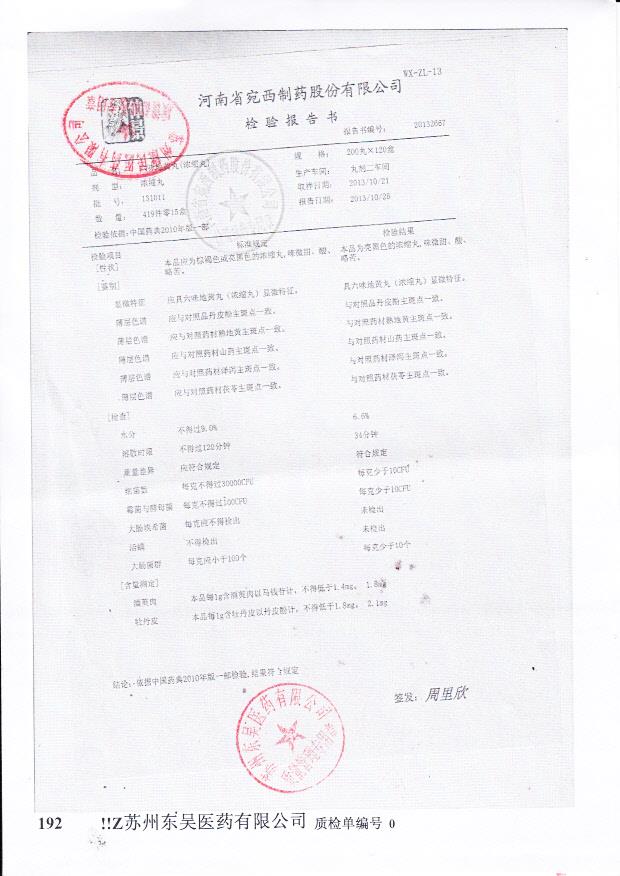 WX-ZL-13
河南省宛西制药股份有限公司
检验报告书
报告书编号: 20132667
丸(浓缩丸) 规 格: 200丸×120盒
剂 型: 浓缩丸 生产车间: 丸剂二车间
批 号: 131011 取样日期: 2013/10/21
数 量: 419件零15盒 报告日期: 2013/10/26
检验依据:中国药典2010年版一部
检验项目 标准规定 检验结果
[性状] 本品应为棕褐色或亮黑色的浓缩丸,味微甜、酸、 本品为亮黑色的浓缩丸,味微甜、酸、
略苦。 略苦。
[鉴别]
显微特征 应具六味地黄丸(浓缩丸)显微特征。 具六味地黄丸(浓缩丸)显微特征。
薄层色谱 应与对照品丹皮酚主斑点一致。 与对照品丹皮酚主斑点一致。
薄层色谱 应与对照药材熟地黄主斑点一致。 与对照药材熟地黄主斑点一致。
薄层色谱 应与对照药材山药主斑点一致。 与对照药材山药主斑点一致。
薄层色谱 应与对照药材泽泻主斑点一致。 与对照药材泽泻主斑点一致。
薄层色谱 应与对照药材茯苓主斑点一致。 与对照药材茯苓主斑点一致。
[检查]
水分 不得过9.0% 6.6%
溶散时限 不得过120分钟 34分钟
重量差异 应符合规定 符合规定
细菌数 每克不得过30000CFU 每克少于10CFU
霉菌与酵母菌 每克不得过100CFU 每克少于10CFU
大肠埃希菌 每克应不得检出 未检出
活螨 不得检出 未检出
大肠菌群 每克应小于100个 每克少于10个
[含量测定]
酒萸肉 本品每1g含酒萸肉以马钱苷计,不得低于1.4mg。 1.8mg
牡丹皮 本品每1g含牡丹皮以丹皮酚计,不得低于1.8mg。 2.1mg
结论: 依据中国药典2010年版一部检验,结果符合规定
签发: 周里欣
苏州东吴医药有限公司
192 !!Z苏州东吴医药有限公司 质检单编号 0